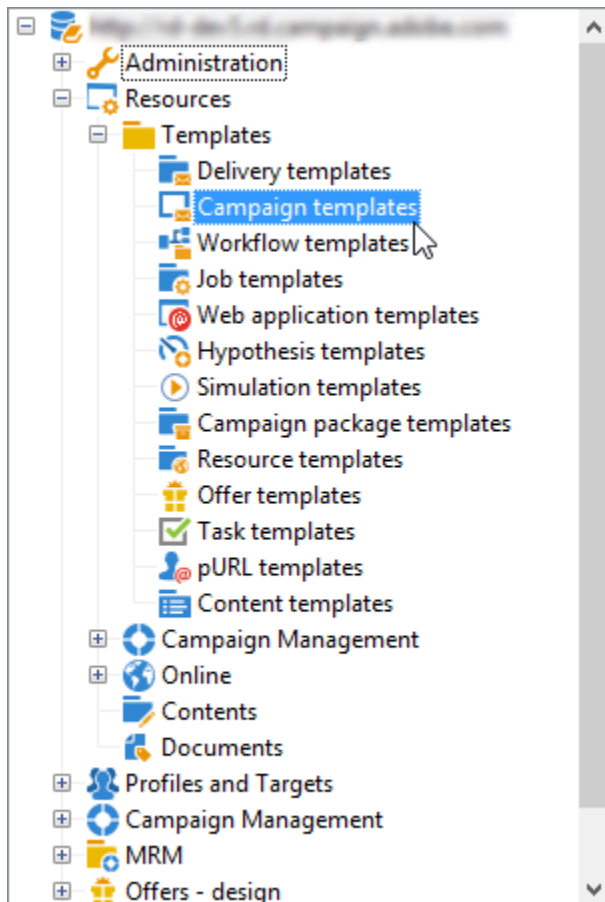 Administration
Resources
Templates
Delivery templates
Campaign templates
Workflow templates
Job templates
Web application templates
Hypothesis templates
Simulation templates
Campaign package templates
Resource templates
Offer templates
Task templates
pURL templates
Content templates
Campaign Management
Online
Contents
Documents
Profiles and Targets
Campaign Management
MRM
Offers - design